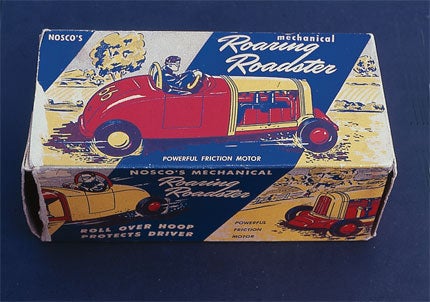 NOSCO'S
mechanical
Roaring
Roadster
55
POWERFUL FRICTION MOTOR
NOSCO'S MECHANICAL
Roaring
Roadster
ROLL OVER HOOP
PROTECTS DRIVER
POWERFUL
FRICTION
MOTOR